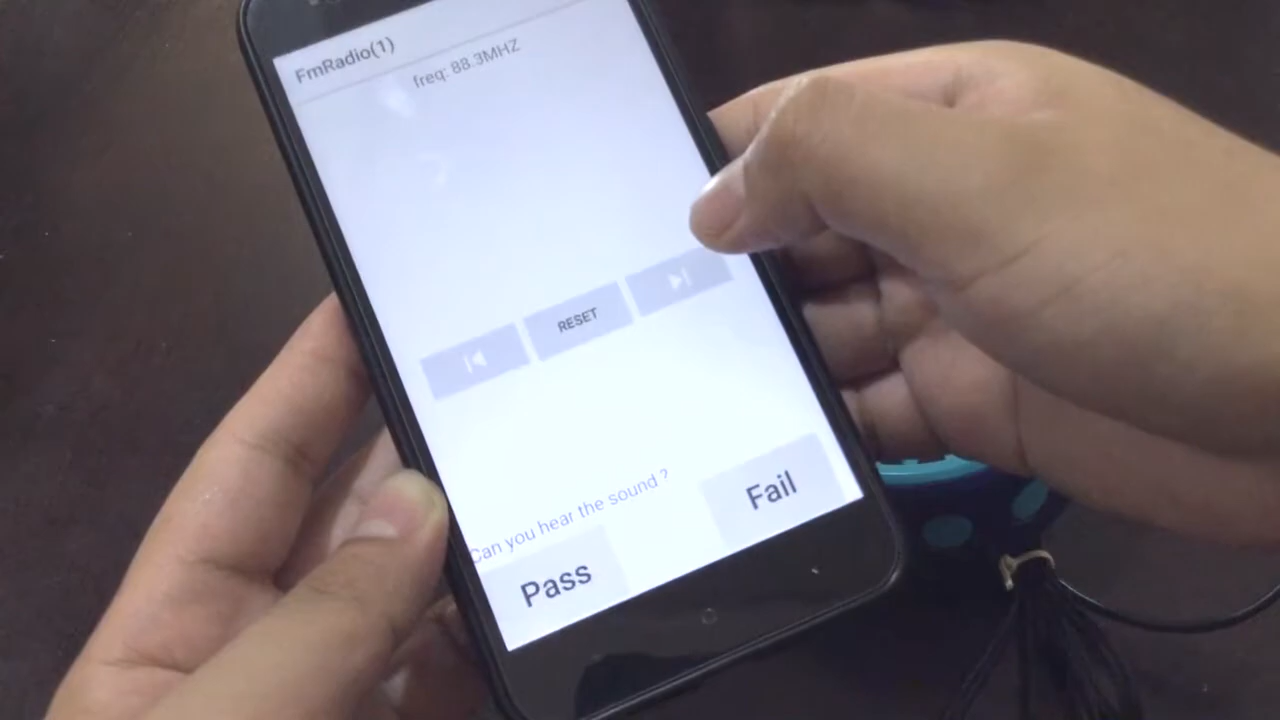 FmRadio(1)
freq: 88.3MHZ
RESET
Can you hear the sound ?
Fail
Pass